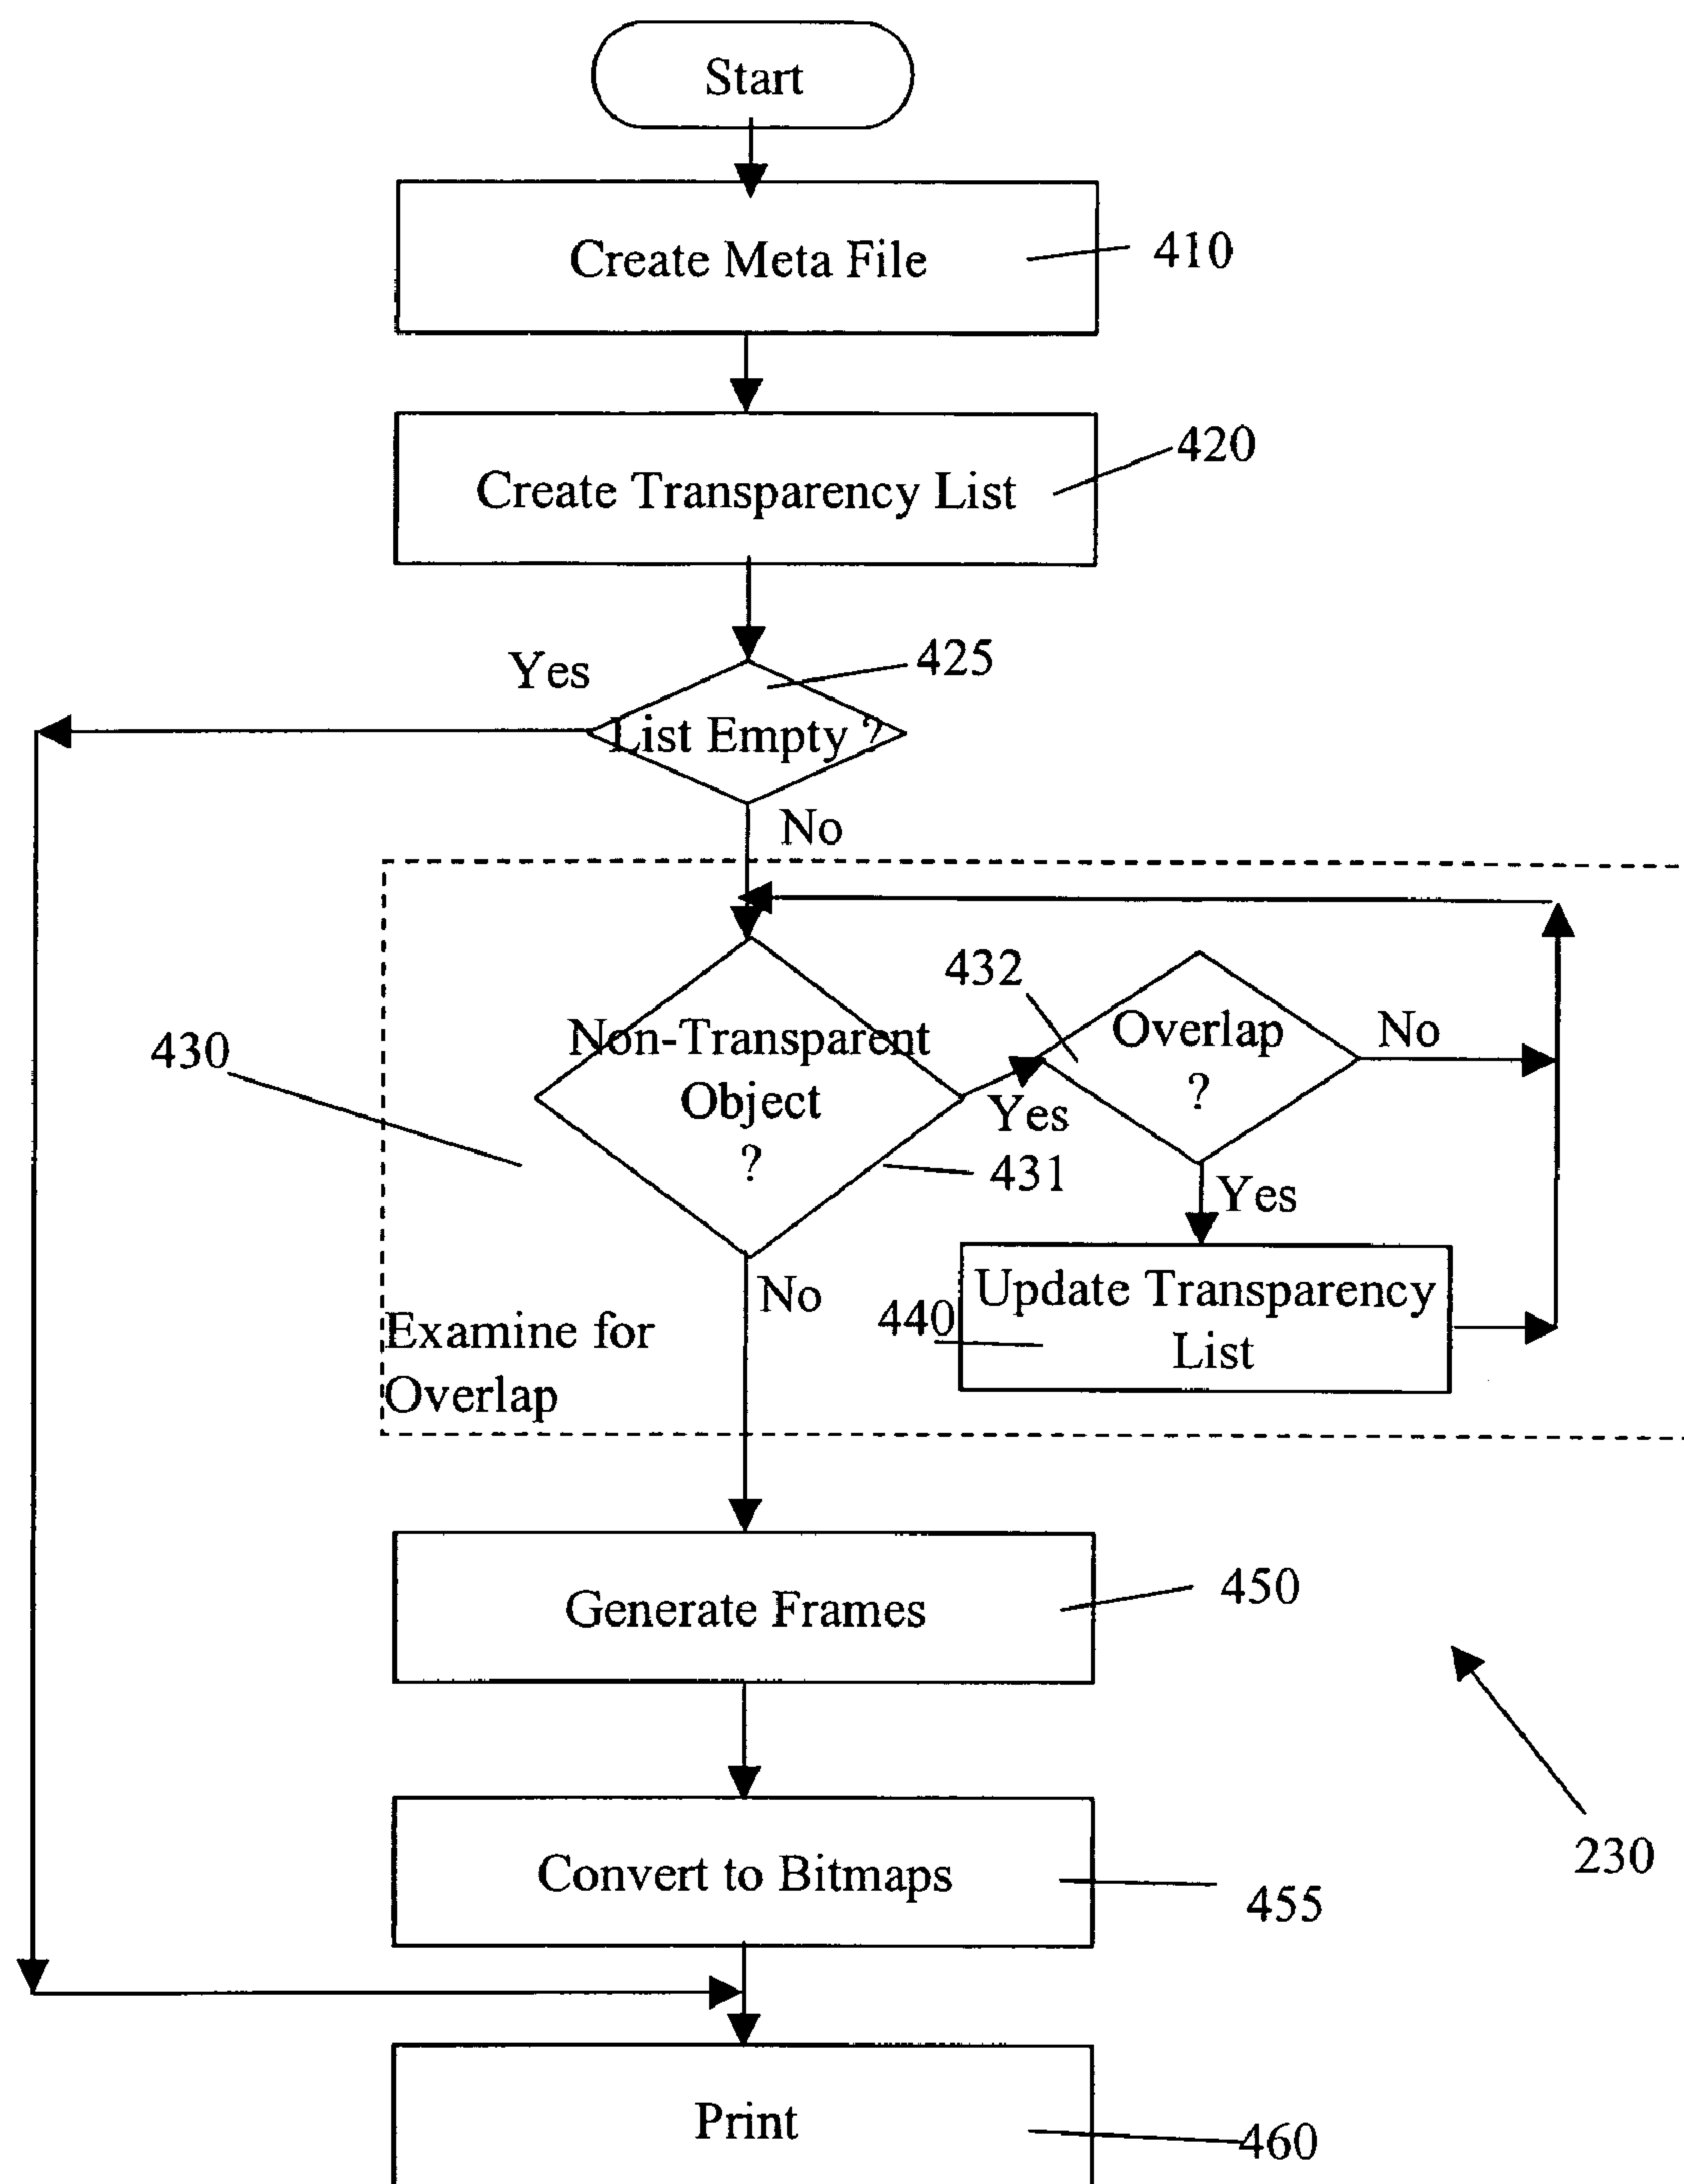 Start
Create Meta File
410
Create Transparency List
420
Yes
425
List Empty ?
No
432
Non-Transparent
Object
?
Overlap
?
No
430
Yes
431
Yes
No
Update Transparency
List
440
Examine for
Overlap
Generate Frames
450
230
Convert to Bitmaps
455
Print
460